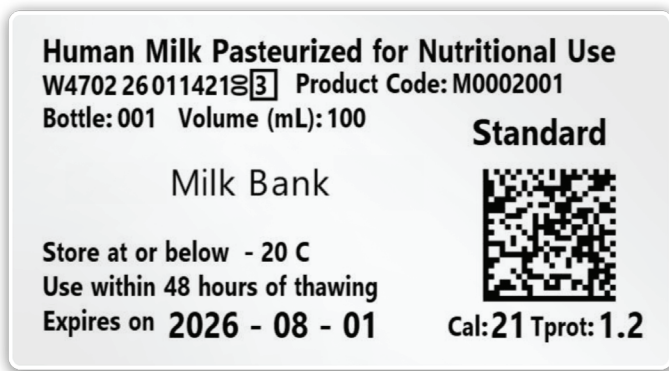 Human Milk Pasteurized for Nutritional Use
W4702 26 011421 00 3 Product Code: M0002001
Bottle: 001 Volume (mL): 100
Standard
Milk Bank
Store at or below - 20 C
Use within 48 hours of thawing
Expires on 2026 - 08 - 01
Cal: 21 Tprot: 1.2